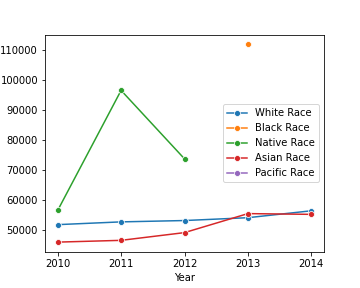 110000
100000
90000
80000
70000
60000
50000
White Race
Black Race
Native Race
Asian Race
Pacific Race
2010 2011 2012 2013 2014
Year